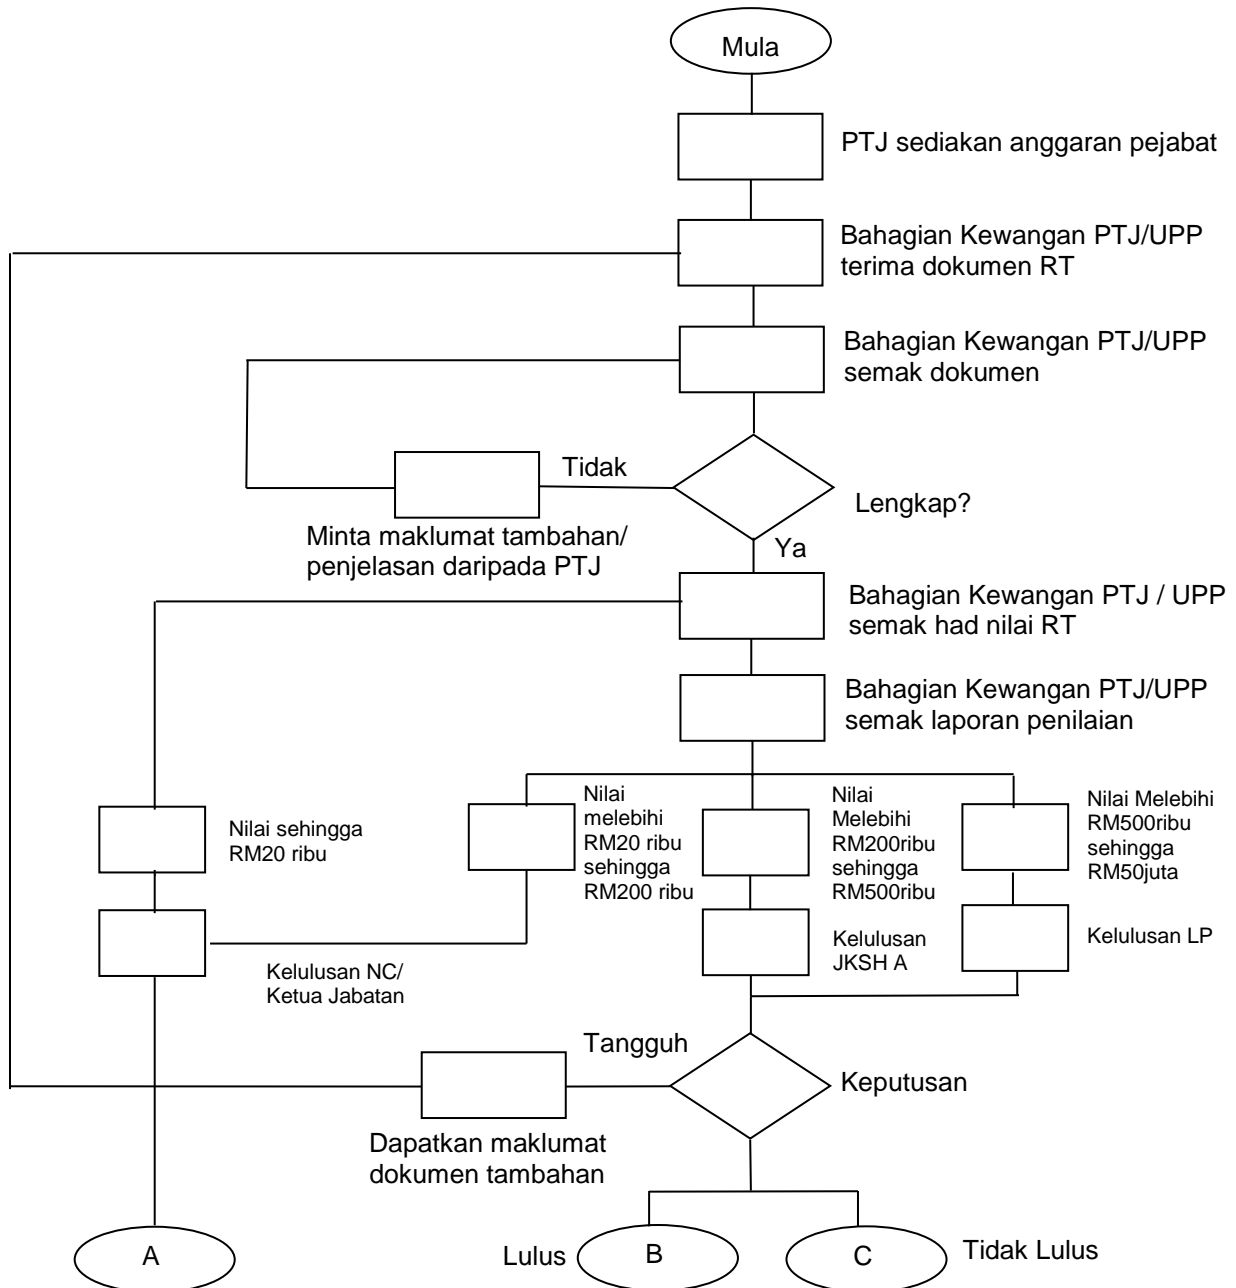 Mula
PTJ sediakan anggaran pejabat
Bahagian Kewangan PTJ/UPP
terima dokumen RT
Bahagian Kewangan PTJ/UPP
semak dokumen
Tidak
Lengkap?
Minta maklumat tambahan/
penjelasan daripada PTJ
Ya
Bahagian Kewangan PTJ / UPP
semak had nilai RT
Bahagian Kewangan PTJ/UPP
semak laporan penilaian
Nilai sehingga
RM20 ribu
Nilai
melebihi
RM20 ribu
sehingga
RM200 ribu
Nilai
Melebihi
RM200ribu
sehingga
RM500ribu
Nilai Melebihi
RM500ribu
sehingga
RM50juta
Kelulusan NC/
Ketua Jabatan
Kelulusan
JKSH A
Kelulusan LP
Tangguh
Keputusan
Dapatkan maklumat
dokumen tambahan
A
Lulus
B
C
Tidak Lulus